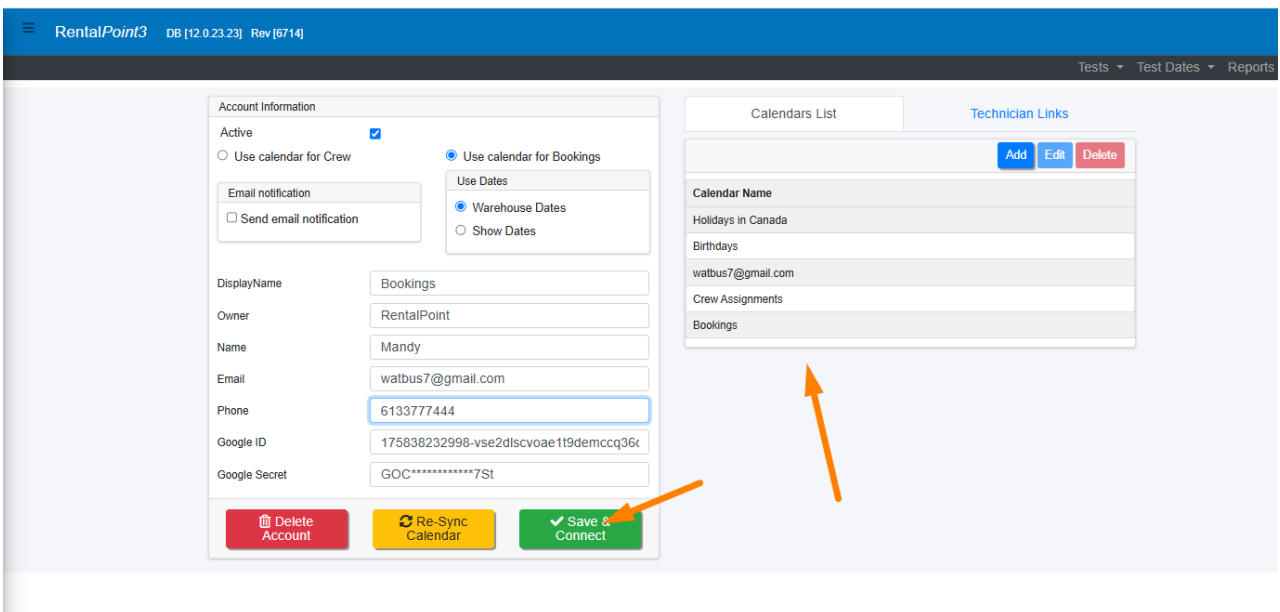 RentalPoint3 DB [12.0.23.23] Rev [6714]
Tests Test Dates Reports
Account Information
Active
Use calendar for Crew
Use calendar for Bookings
Email notification
Send email notification
Use Dates
Warehouse Dates
Show Dates
DisplayName Bookings
Owner RentalPoint
Name Mandy
Email watbus7@gmail.com
Phone 6133777444
Google ID 175838232998-vse2dlscvoae1t9demccq36c
Google Secret GOC************7St
Delete
Account
Re-Sync
Calendar
Save &
Connect
Calendars List
Technician Links
Add Edit Delete
Calendar Name
Holidays in Canada
Birthdays
watbus7@gmail.com
Crew Assignments
Bookings